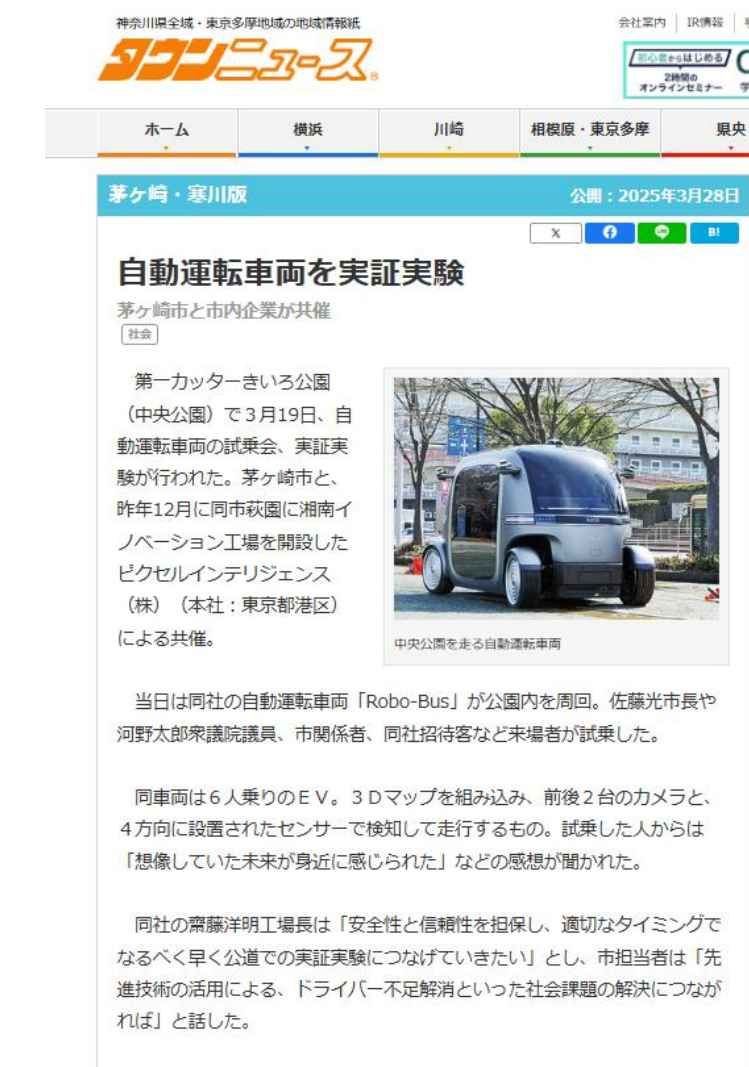 神奈川県全域・東京多摩地域の地域情報紙
タウンニュース
会社案内
IR情報
初心者からはじめる
2時間の
オンラインセミナー
ホーム
横浜
川崎
相模原・東京多摩
県央
茅ヶ崎・寒川版
公開：2025年3月28日
X
f
LINE
B!
自動運転車両を実証実験
茅ヶ崎市と市内企業が共催
社会
第一カッターきいろ公園
（中央公園）で３月19日、自
動運転車両の試乗会、実証実
験が行われた。茅ヶ崎市と、
昨年12月に同市萩園に湘南イ
ノベーション工場を開設した
ピクセルインテリジェンス
（株）（本社：東京都港区）
による共催。
中央公園を走る自動運転車両
当日は同社の自動運転車両「Robo-Bus」が公園内を周回。佐藤光市長や
河野太郎衆議院議員、市関係者、同社招待客など来場者が試乗した。
同車両は６人乗りのＥＶ。３Ｄマップを組み込み、前後２台のカメラと、
４方向に設置されたセンサーで検知して走行するもの。試乗した人からは
「想像していた未来が身近に感じられた」などの感想が聞かれた。
同社の齋藤洋明工場長は「安全性と信頼性を担保し、適切なタイミングで
なるべく早く公道での実証実験につなげていきたい」とし、市担当者は「先
進技術の活用による、ドライバー不足解消といった社会課題の解決につなが
れば」と話した。